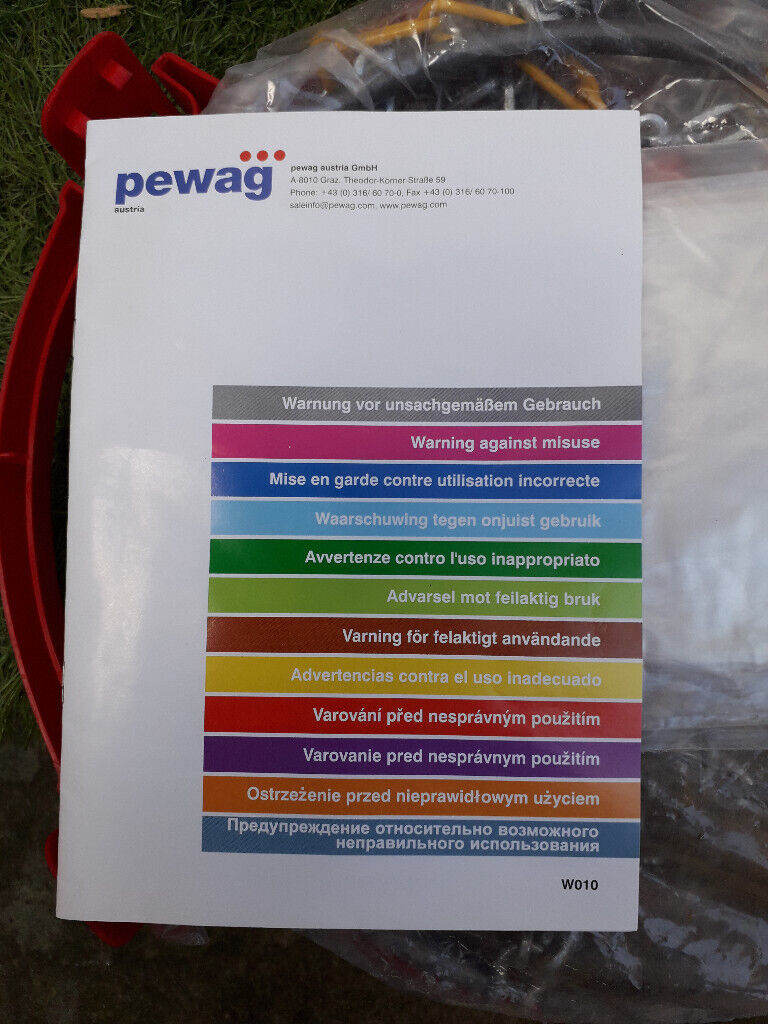 pewag
austria
pewag austria GmbH
A-8010 Graz, Theodor-Körner-Straße 59
Phone: +43 (0) 316/ 60 70-0, Fax +43 (0) 316/ 60 70-100
saleinfo@pewag.com, www.pewag.com
Warnung vor unsachgemäßem Gebrauch
Warning against misuse
Mise en garde contre utilisation incorrecte
Waarschuwing tegen onjuist gebruik
Avvertenze contro l'uso inappropriato
Advarsel mot feilaktig bruk
Varning för felaktigt användande
Advertencias contra el uso inadecuado
Varování před nesprávným použitím
Varovanie pred nesprávnym použitím
Ostrzeżenie przed nieprawidłowym użyciem
Предупреждение относительно возможного
неправильного использования
W010